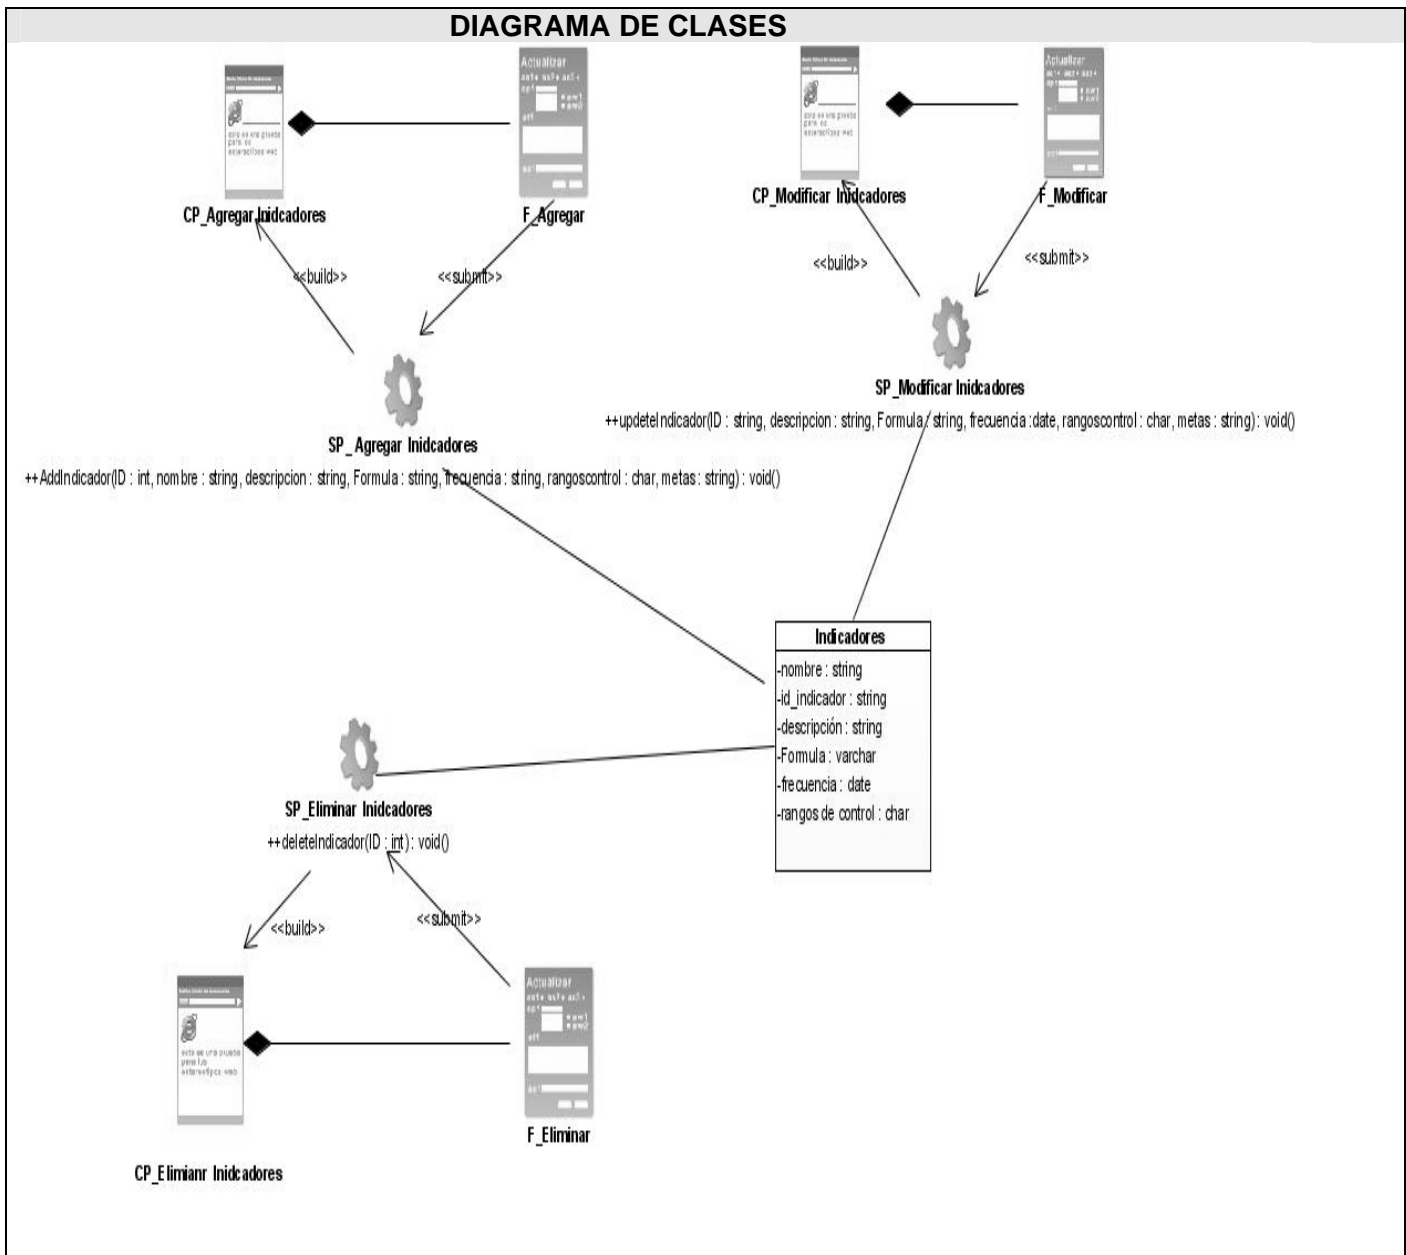 DIAGRAMA DE CLASES
Actualizar
CP_Agregar Inidcadores
F_Agregar
<<build>>
<<submit>>
SP_ Agregar Inidcadores
++AddIndicador(ID : int, nombre : string, descripcion : string, Formula : string, frecuencia : string, rangoscontrol : char, metas : string) : void()
Actualizar
CP_Modificar Inidcadores
F_Modificar
<<build>>
<<submit>>
SP_Modificar Inidcadores
++updeteIndicador(ID : string, descripcion : string, Formula : string, frecuencia :date, rangoscontrol : char, metas : string) : void()
Indicadores
-nombre : string
-id_indicador : string
-descripción : string
-Formula : varchar
-frecuencia : date
-rangos de control : char
SP_Eliminar Inidcadores
++deleteIndicador(ID : int) : void()
<<build>>
<<submit>>
Actualizar
F_Eliminar
CP_Elimianr Inidcadores